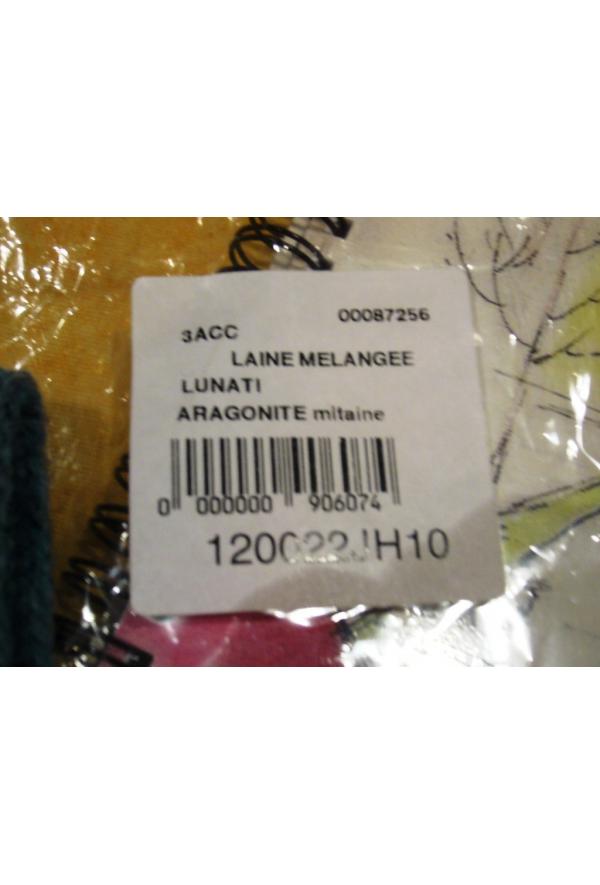 3ACC 00087256
LAINE MELANGEE
LUNATI
ARAGONITE mitaine
0 000000 906074
120022JH10